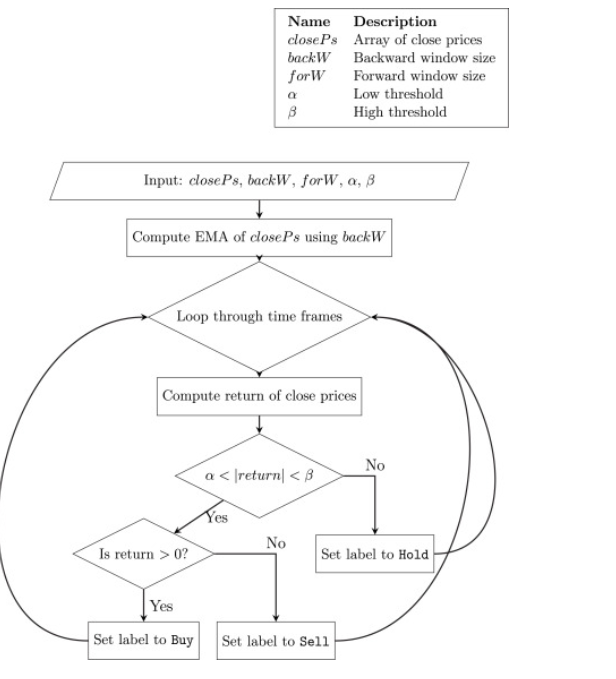 Name Description
closePs Array of close prices
backW Backward window size
forW Forward window size
α Low threshold
β High threshold
Input: closePs, backW, forW, α, β
Compute EMA of closePs using backW
Loop through time frames
Compute return of close prices
α < |return| < β
No
Yes
Is return > 0?
No
Set label to Hold
Yes
Set label to Buy
Set label to Sell